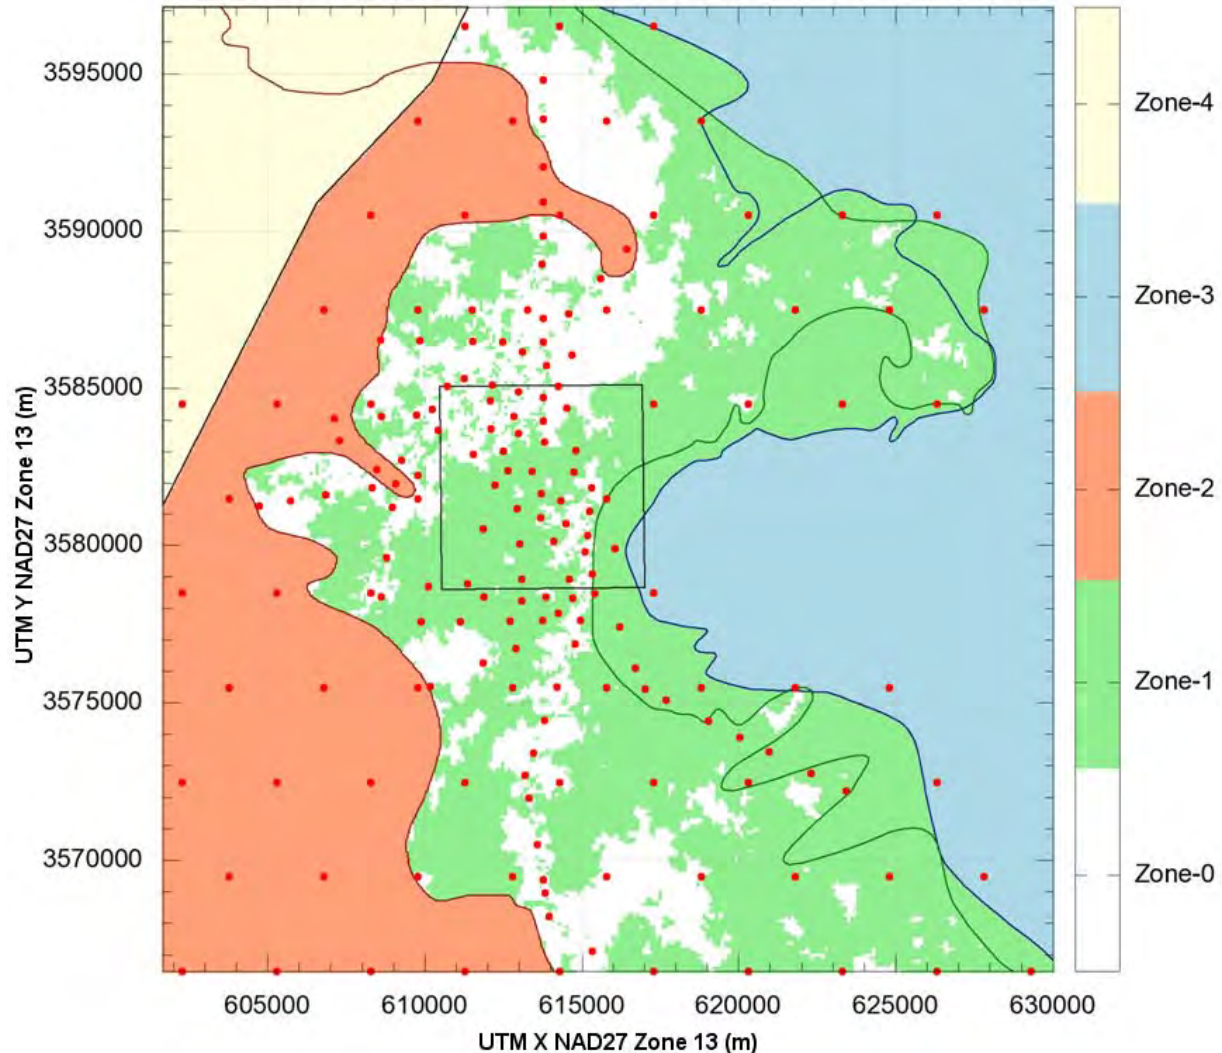 3595000
3590000
3585000
3580000
3575000
3570000
UTM Y NAD27 Zone 13 (m)
605000 610000 615000 620000 625000 630000
UTM X NAD27 Zone 13 (m)
Zone-4
Zone-3
Zone-2
Zone-1
Zone-0